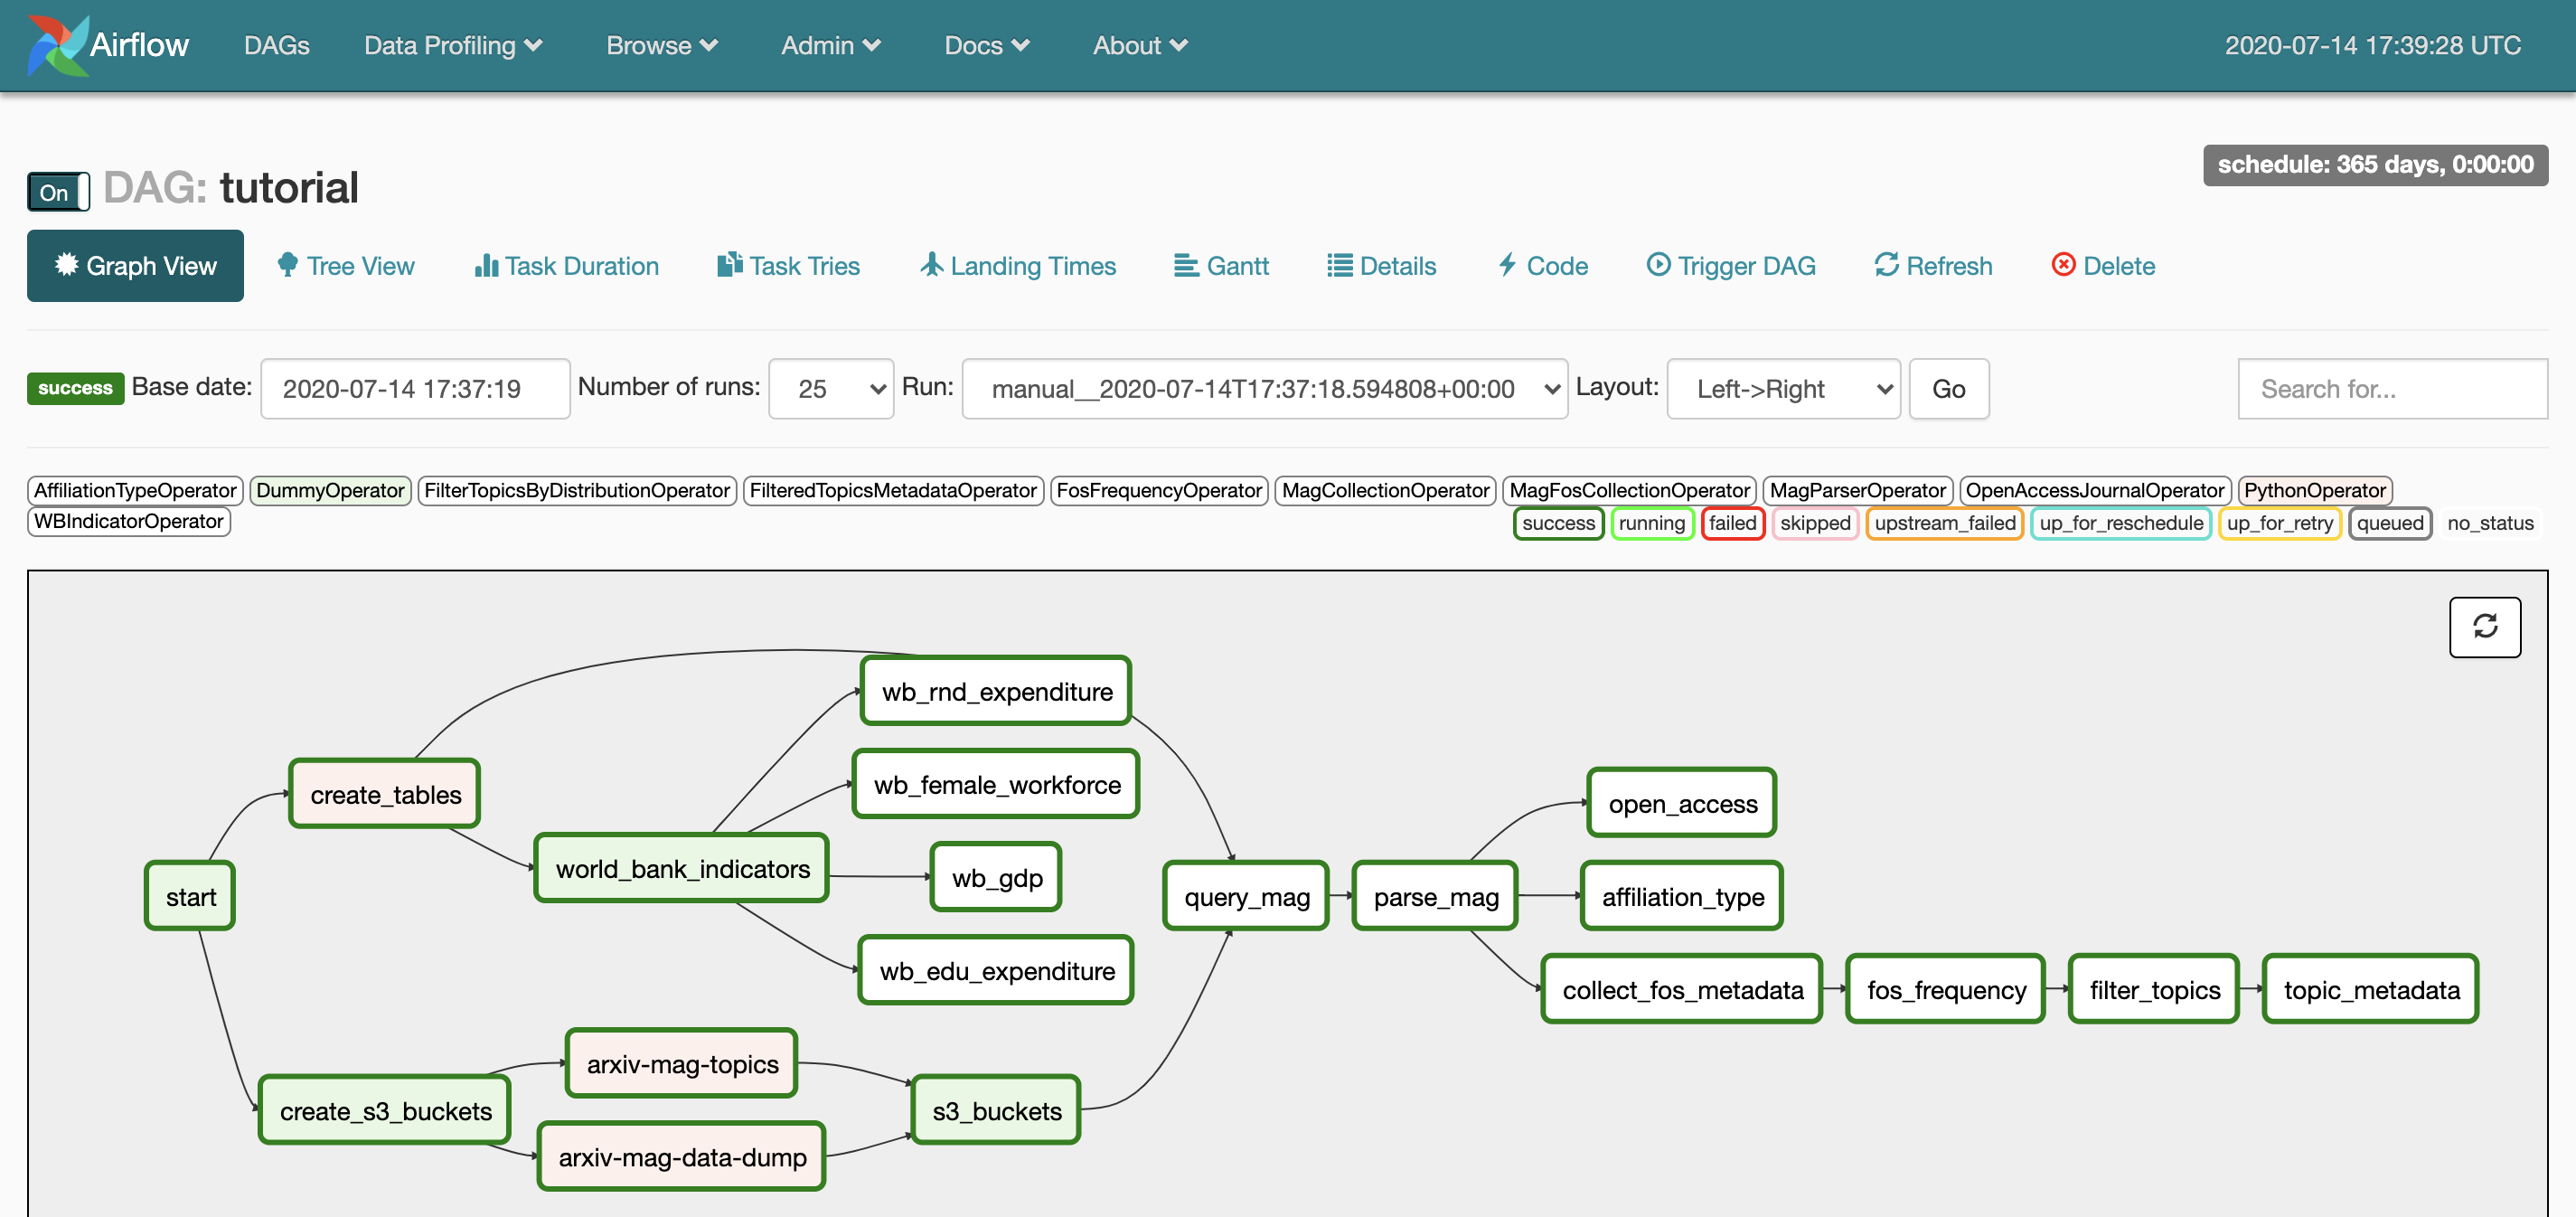 Airflow DAGs Data Profiling Browse Admin Docs About 2020-07-14 17:39:28 UTC
schedule: 365 days, 0:00:00
On DAG: tutorial
Graph View Tree View Task Duration Task Tries Landing Times Gantt Details Code Trigger DAG Refresh Delete
success Base date: 2020-07-14 17:37:19 Number of runs: 25 Run: manual__2020-07-14T17:37:18.594808+00:00 Layout: Left->Right Go Search for...
AffiliationTypeOperator DummyOperator FilterTopicsByDistributionOperator FilteredTopicsMetadataOperator FosFrequencyOperator MagCollectionOperator MagFosCollectionOperator MagParserOperator OpenAccessJournalOperator PythonOperator
WBIndicatorOperator success running failed skipped upstream_failed up_for_reschedule up_for_retry queued no_status
wb_rnd_expenditure
wb_female_workforce
create_tables
open_access
world_bank_indicators
wb_gdp
start
query_mag
parse_mag
affiliation_type
wb_edu_expenditure
collect_fos_metadata
fos_frequency
filter_topics
topic_metadata
arxiv-mag-topics
create_s3_buckets
s3_buckets
arxiv-mag-data-dump